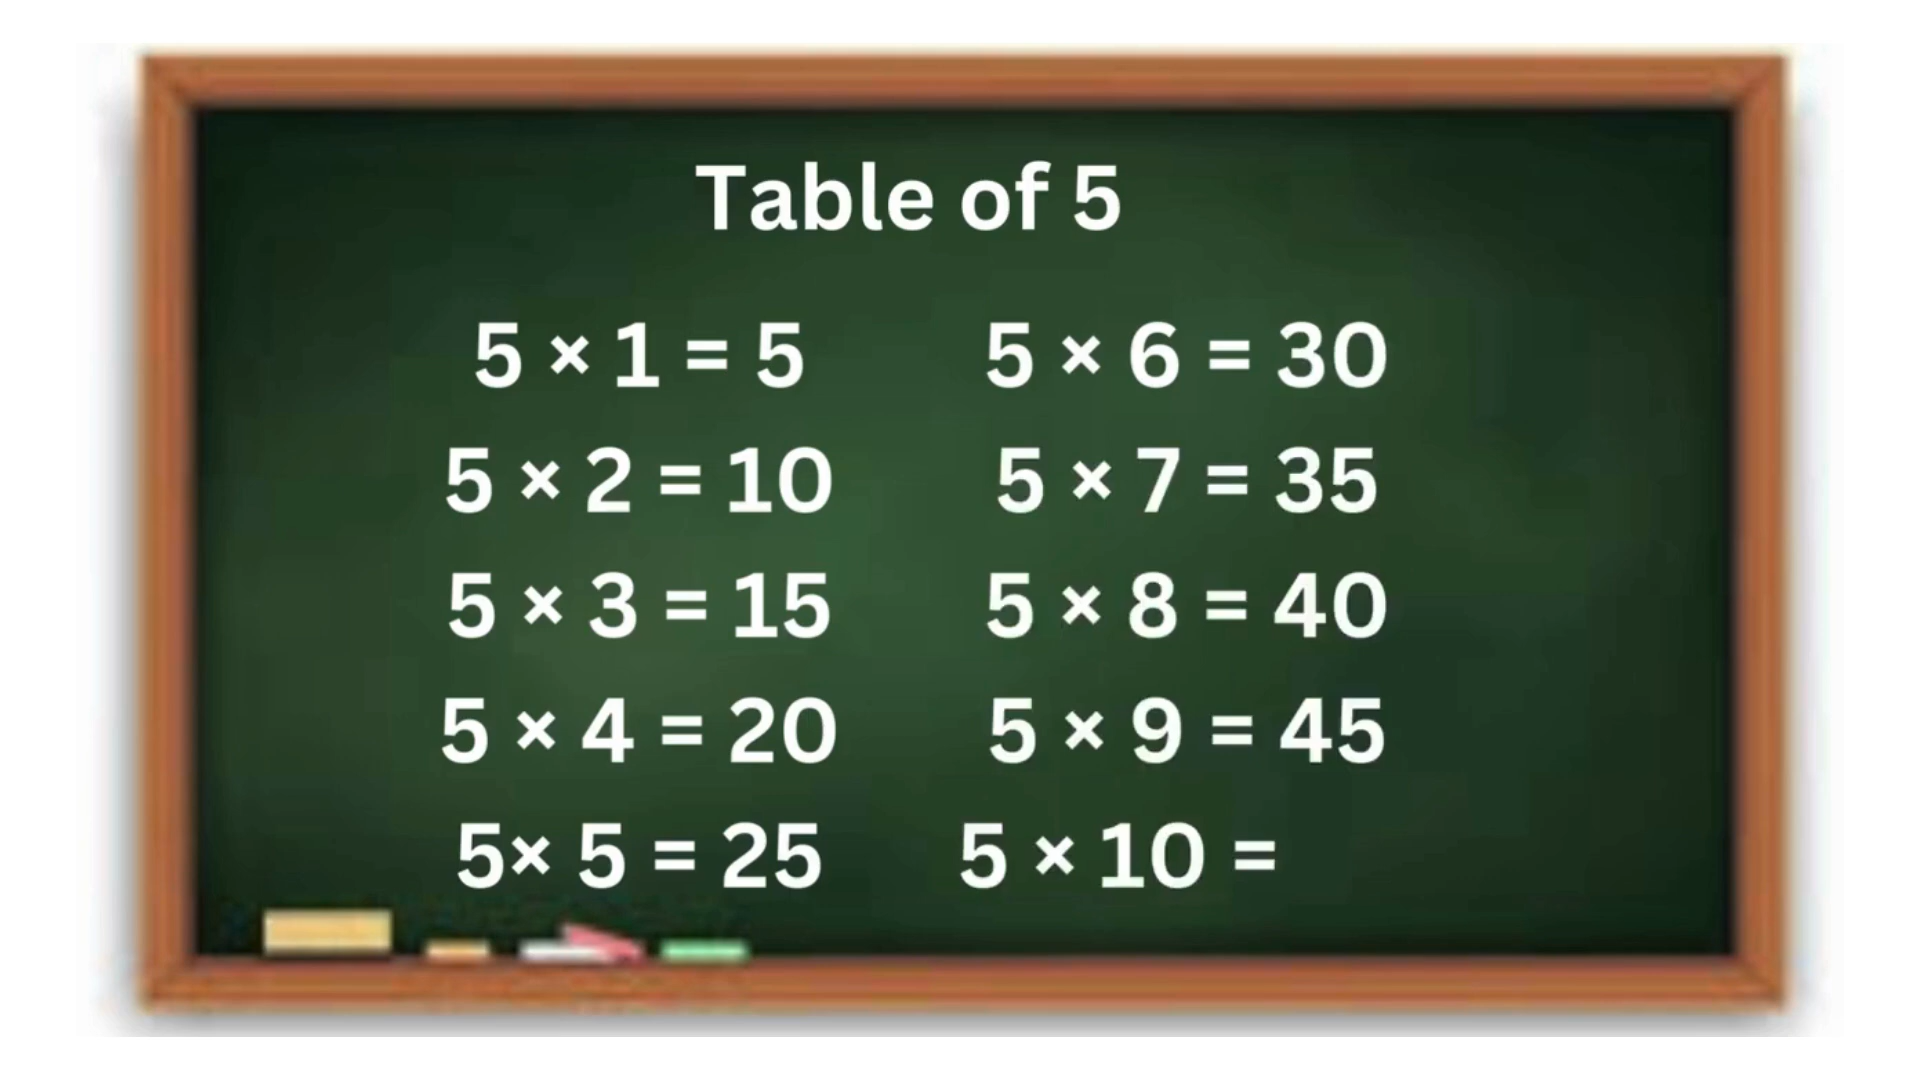 Table of 5
5 × 1 = 5
5 × 2 = 10
5 × 3 = 15
5 × 4 = 20
5× 5 = 25
5 × 6 = 30
5 × 7 = 35
5 × 8 = 40
5 × 9 = 45
5 × 10 =